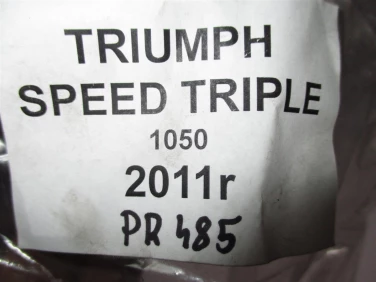 TRIUMPH
SPEED TRIPLE
1050
2011r
PR 485